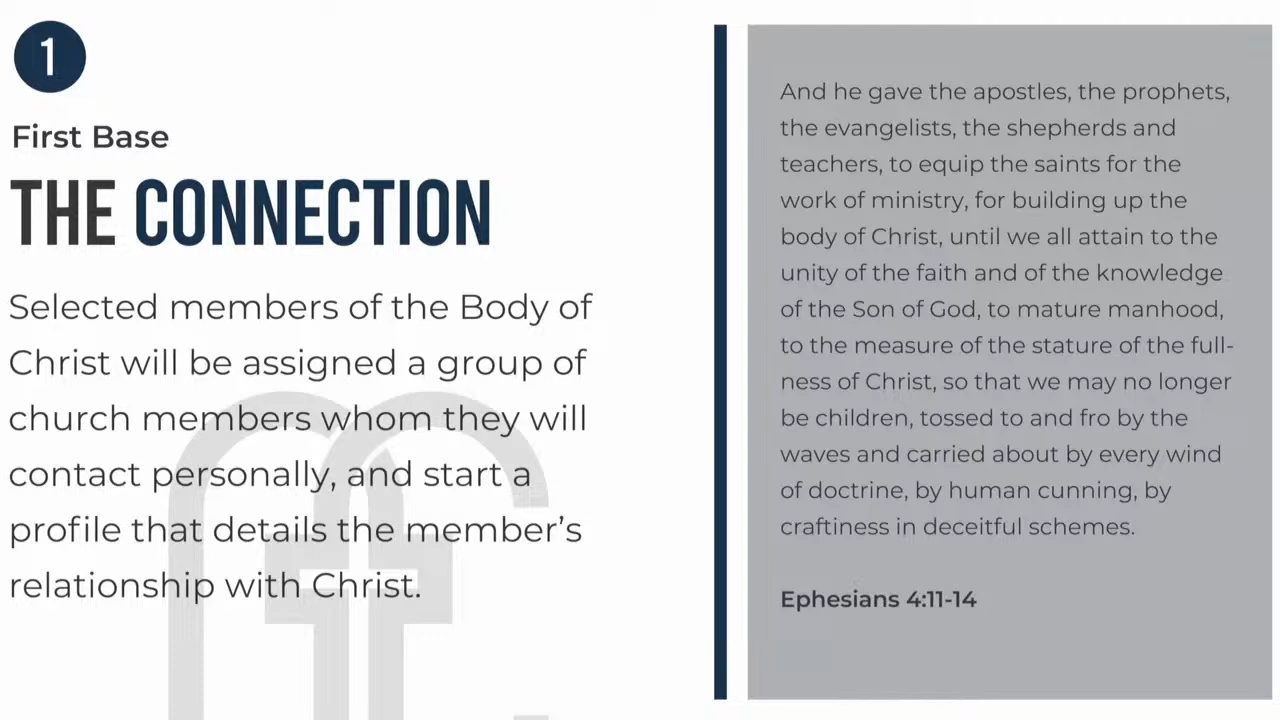 1
First Base
THE CONNECTION
Selected members of the Body of
Christ will be assigned a group of
church members whom they will
contact personally, and start a
profile that details the member’s
relationship with Christ.
And he gave the apostles, the prophets,
the evangelists, the shepherds and
teachers, to equip the saints for the
work of ministry, for building up the
body of Christ, until we all attain to the
unity of the faith and of the knowledge
of the Son of God, to mature manhood,
to the measure of the stature of the full-
ness of Christ, so that we may no longer
be children, tossed to and fro by the
waves and carried about by every wind
of doctrine, by human cunning, by
craftiness in deceitful schemes.
Ephesians 4:11-14